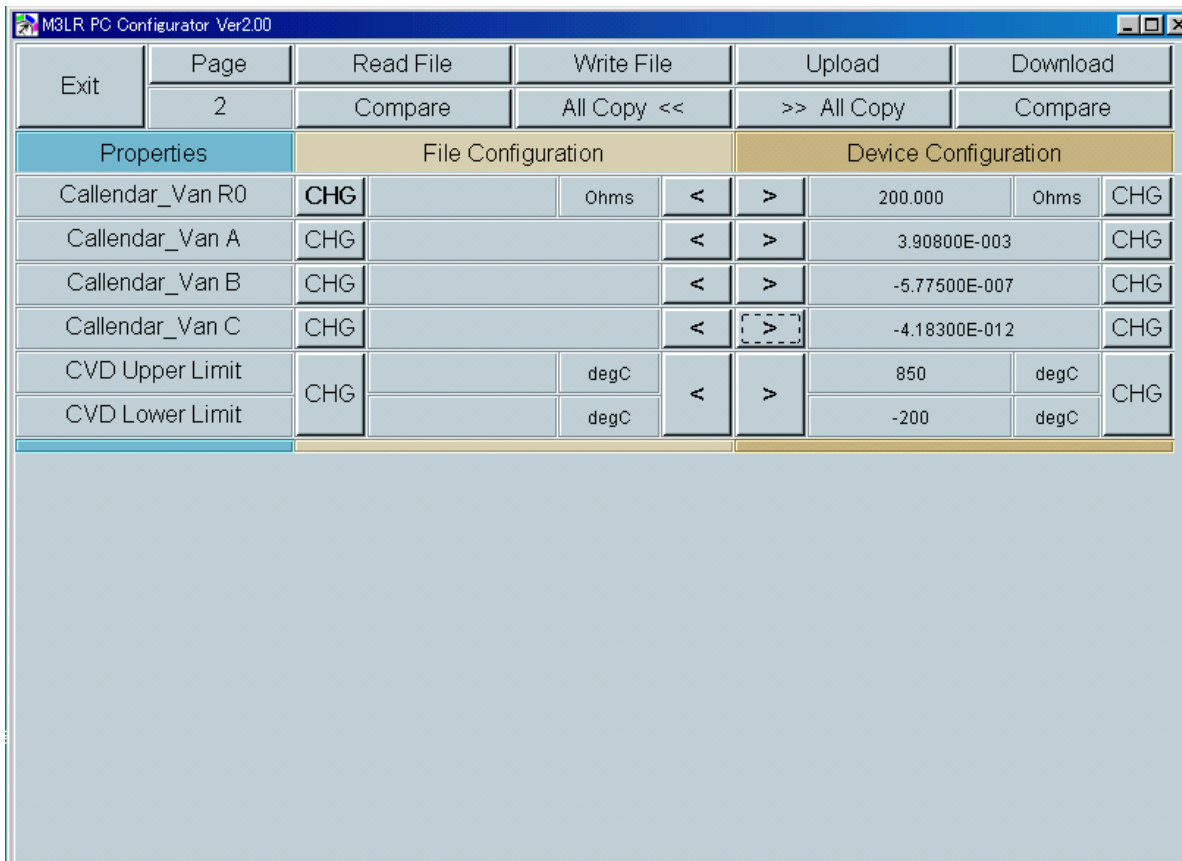 M3LR PC Configurator Ver2.00
Exit Page Read File Write File Upload Download
2 Compare All Copy << >> All Copy Compare
Properties File Configuration Device Configuration
Callendar_Van R0 CHG Ohms < > 200.000 Ohms CHG
Callendar_Van A CHG < > 3.90800E-003 CHG
Callendar_Van B CHG < > -5.77500E-007 CHG
Callendar_Van C CHG < > -4.18300E-012 CHG
CVD Upper Limit CHG degC < > 850 degC CHG
CVD Lower Limit degC -200 degC